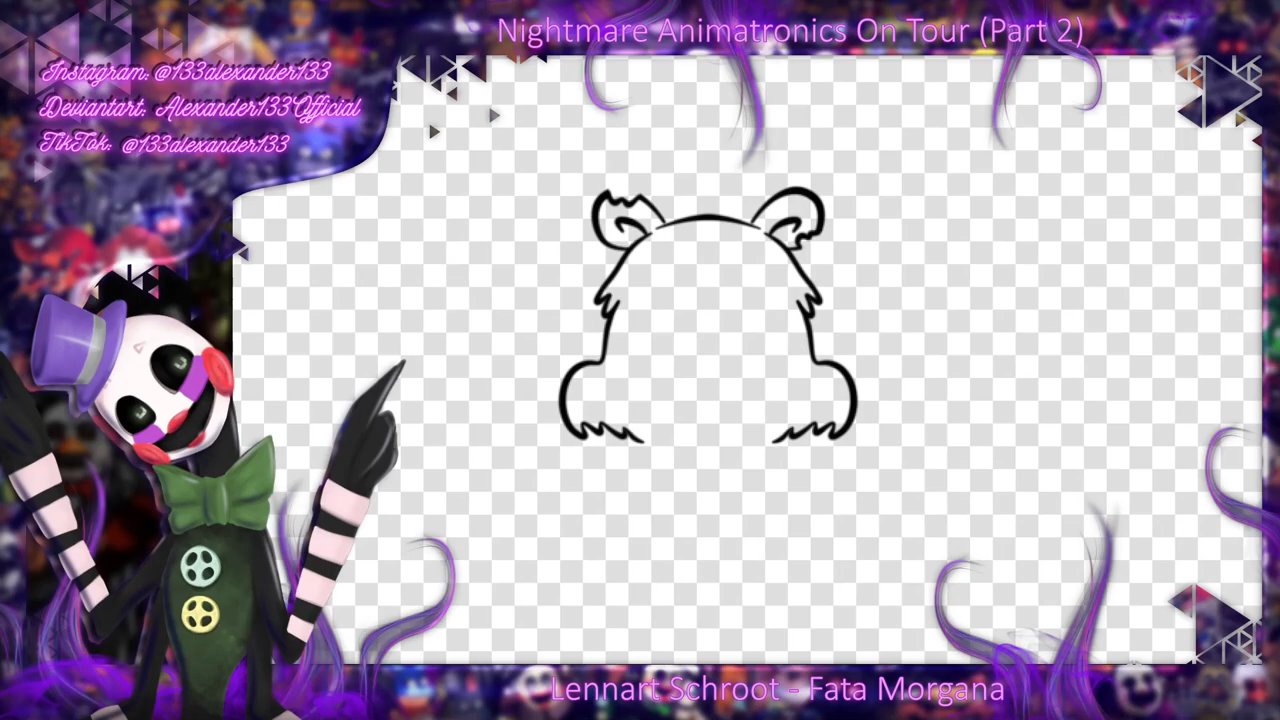 Nightmare Animatronics On Tour (Part 2)
Instagram: @133alexander133
Deviantart: Alexander133Official
TikTok: @133alexander133
Lennart Schroot - Fata Morgana